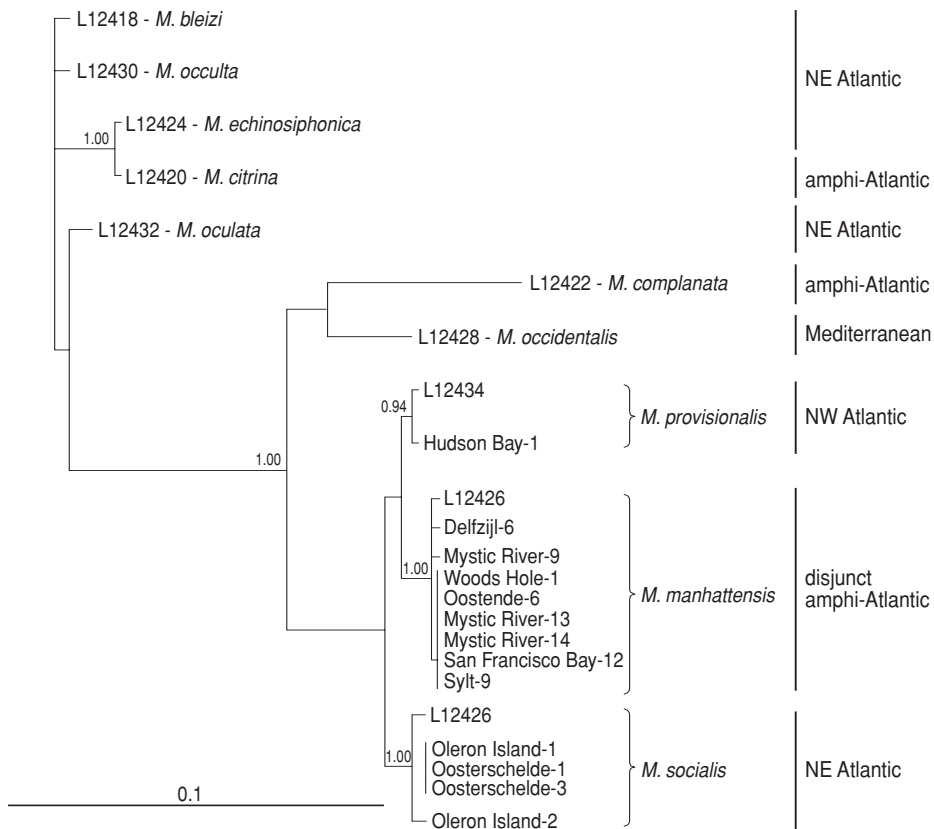 L12418 - M. bleizi
L12430 - M. occulta
NE Atlantic
L12424 - M. echinosiphonica
1.00
L12420 - M. citrina
amphi-Atlantic
L12432 - M. oculata
NE Atlantic
L12422 - M. complanata
amphi-Atlantic
L12428 - M. occidentalis
Mediterranean
L12434
0.94
M. provisionalis
NW Atlantic
Hudson Bay-1
1.00
L12426
Delfzijl-6
Mystic River-9
1.00
Woods Hole-1
Oostende-6
Mystic River-13
Mystic River-14
San Francisco Bay-12
Sylt-9
M. manhattensis
disjunct
amphi-Atlantic
L12426
1.00
Oleron Island-1
Oosterschelde-1
Oosterschelde-3
M. socialis
NE Atlantic
Oleron Island-2
0.1